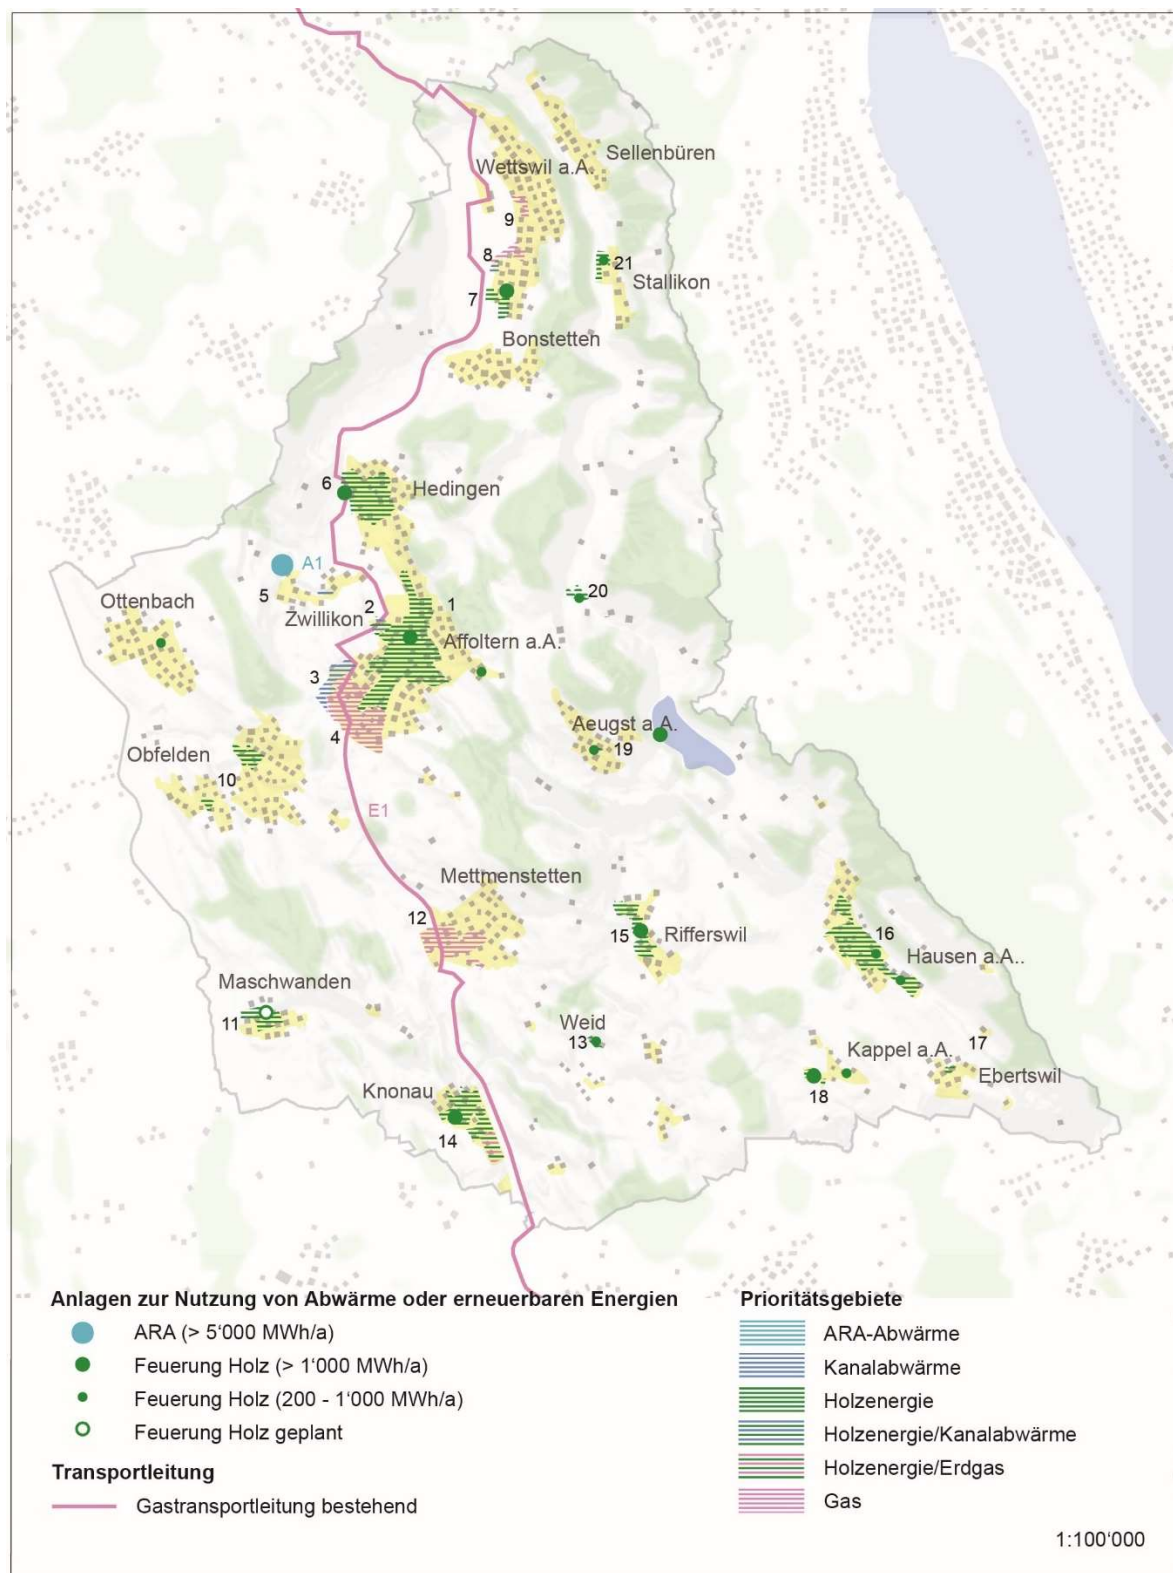 Sellenbüren
Wettswil a.A.
9
8
21
Stallikon
7
Bonstetten
6
Hedingen
A1
5
20
Ottenbach
2
1
Zwillikon
Affoltern a.A.
3
Aeugst a.A.
4
19
Obfelden
10
E1
Mettmenstetten
12
15
Rifferswil
16
Hausen a.A..
Maschwanden
11
Weid
13
17
Kappel a.A.
Ebertswil
Knonau
18
14
Anlagen zur Nutzung von Abwärme oder erneuerbaren Energien
ARA (> 5‘000 MWh/a)
Feuerung Holz (> 1‘000 MWh/a)
Feuerung Holz (200 - 1‘000 MWh/a)
Feuerung Holz geplant
Transportleitung
Gastransportleitung bestehend
Prioritätsgebiete
ARA-Abwärme
Kanalabwärme
Holzenergie
Holzenergie/Kanalabwärme
Holzenergie/Erdgas
Gas
1:100‘000